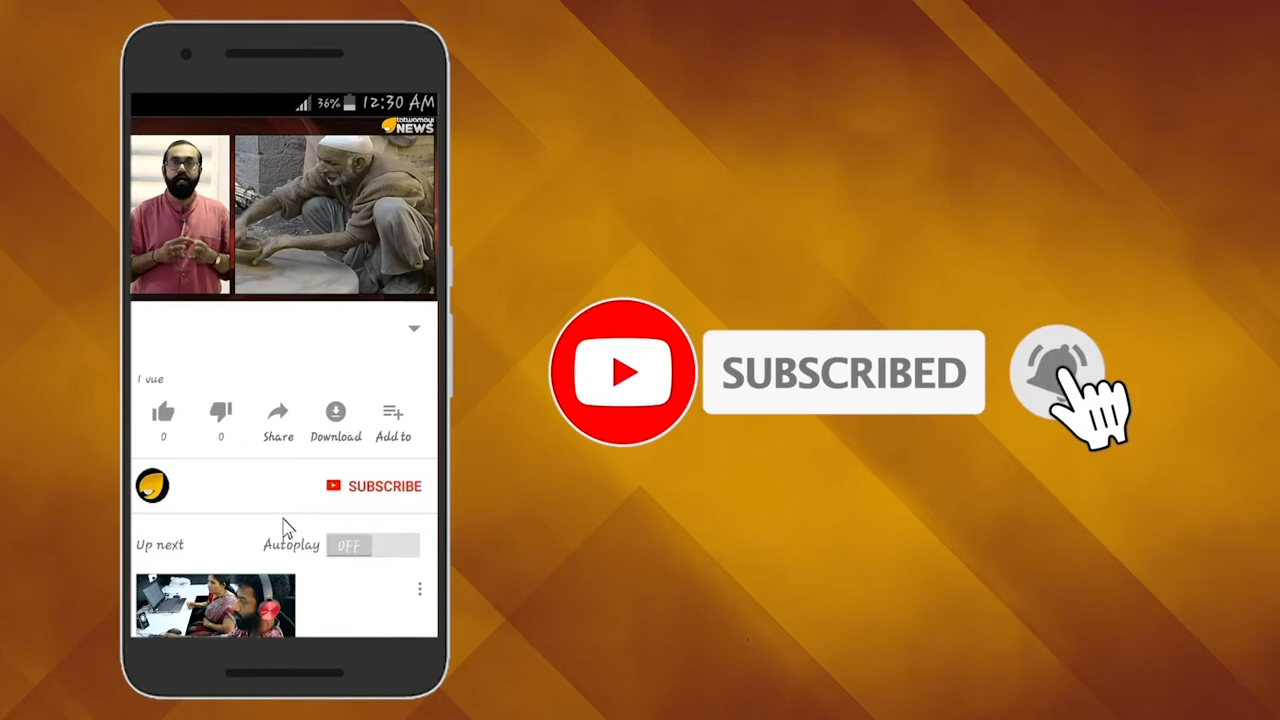 36% 12:30 AM
tatwamayi
NEWS
1 vue
0 0 Share Download Add to
SUBSCRIBE
Up next Autoplay OFF
SUBSCRIBED